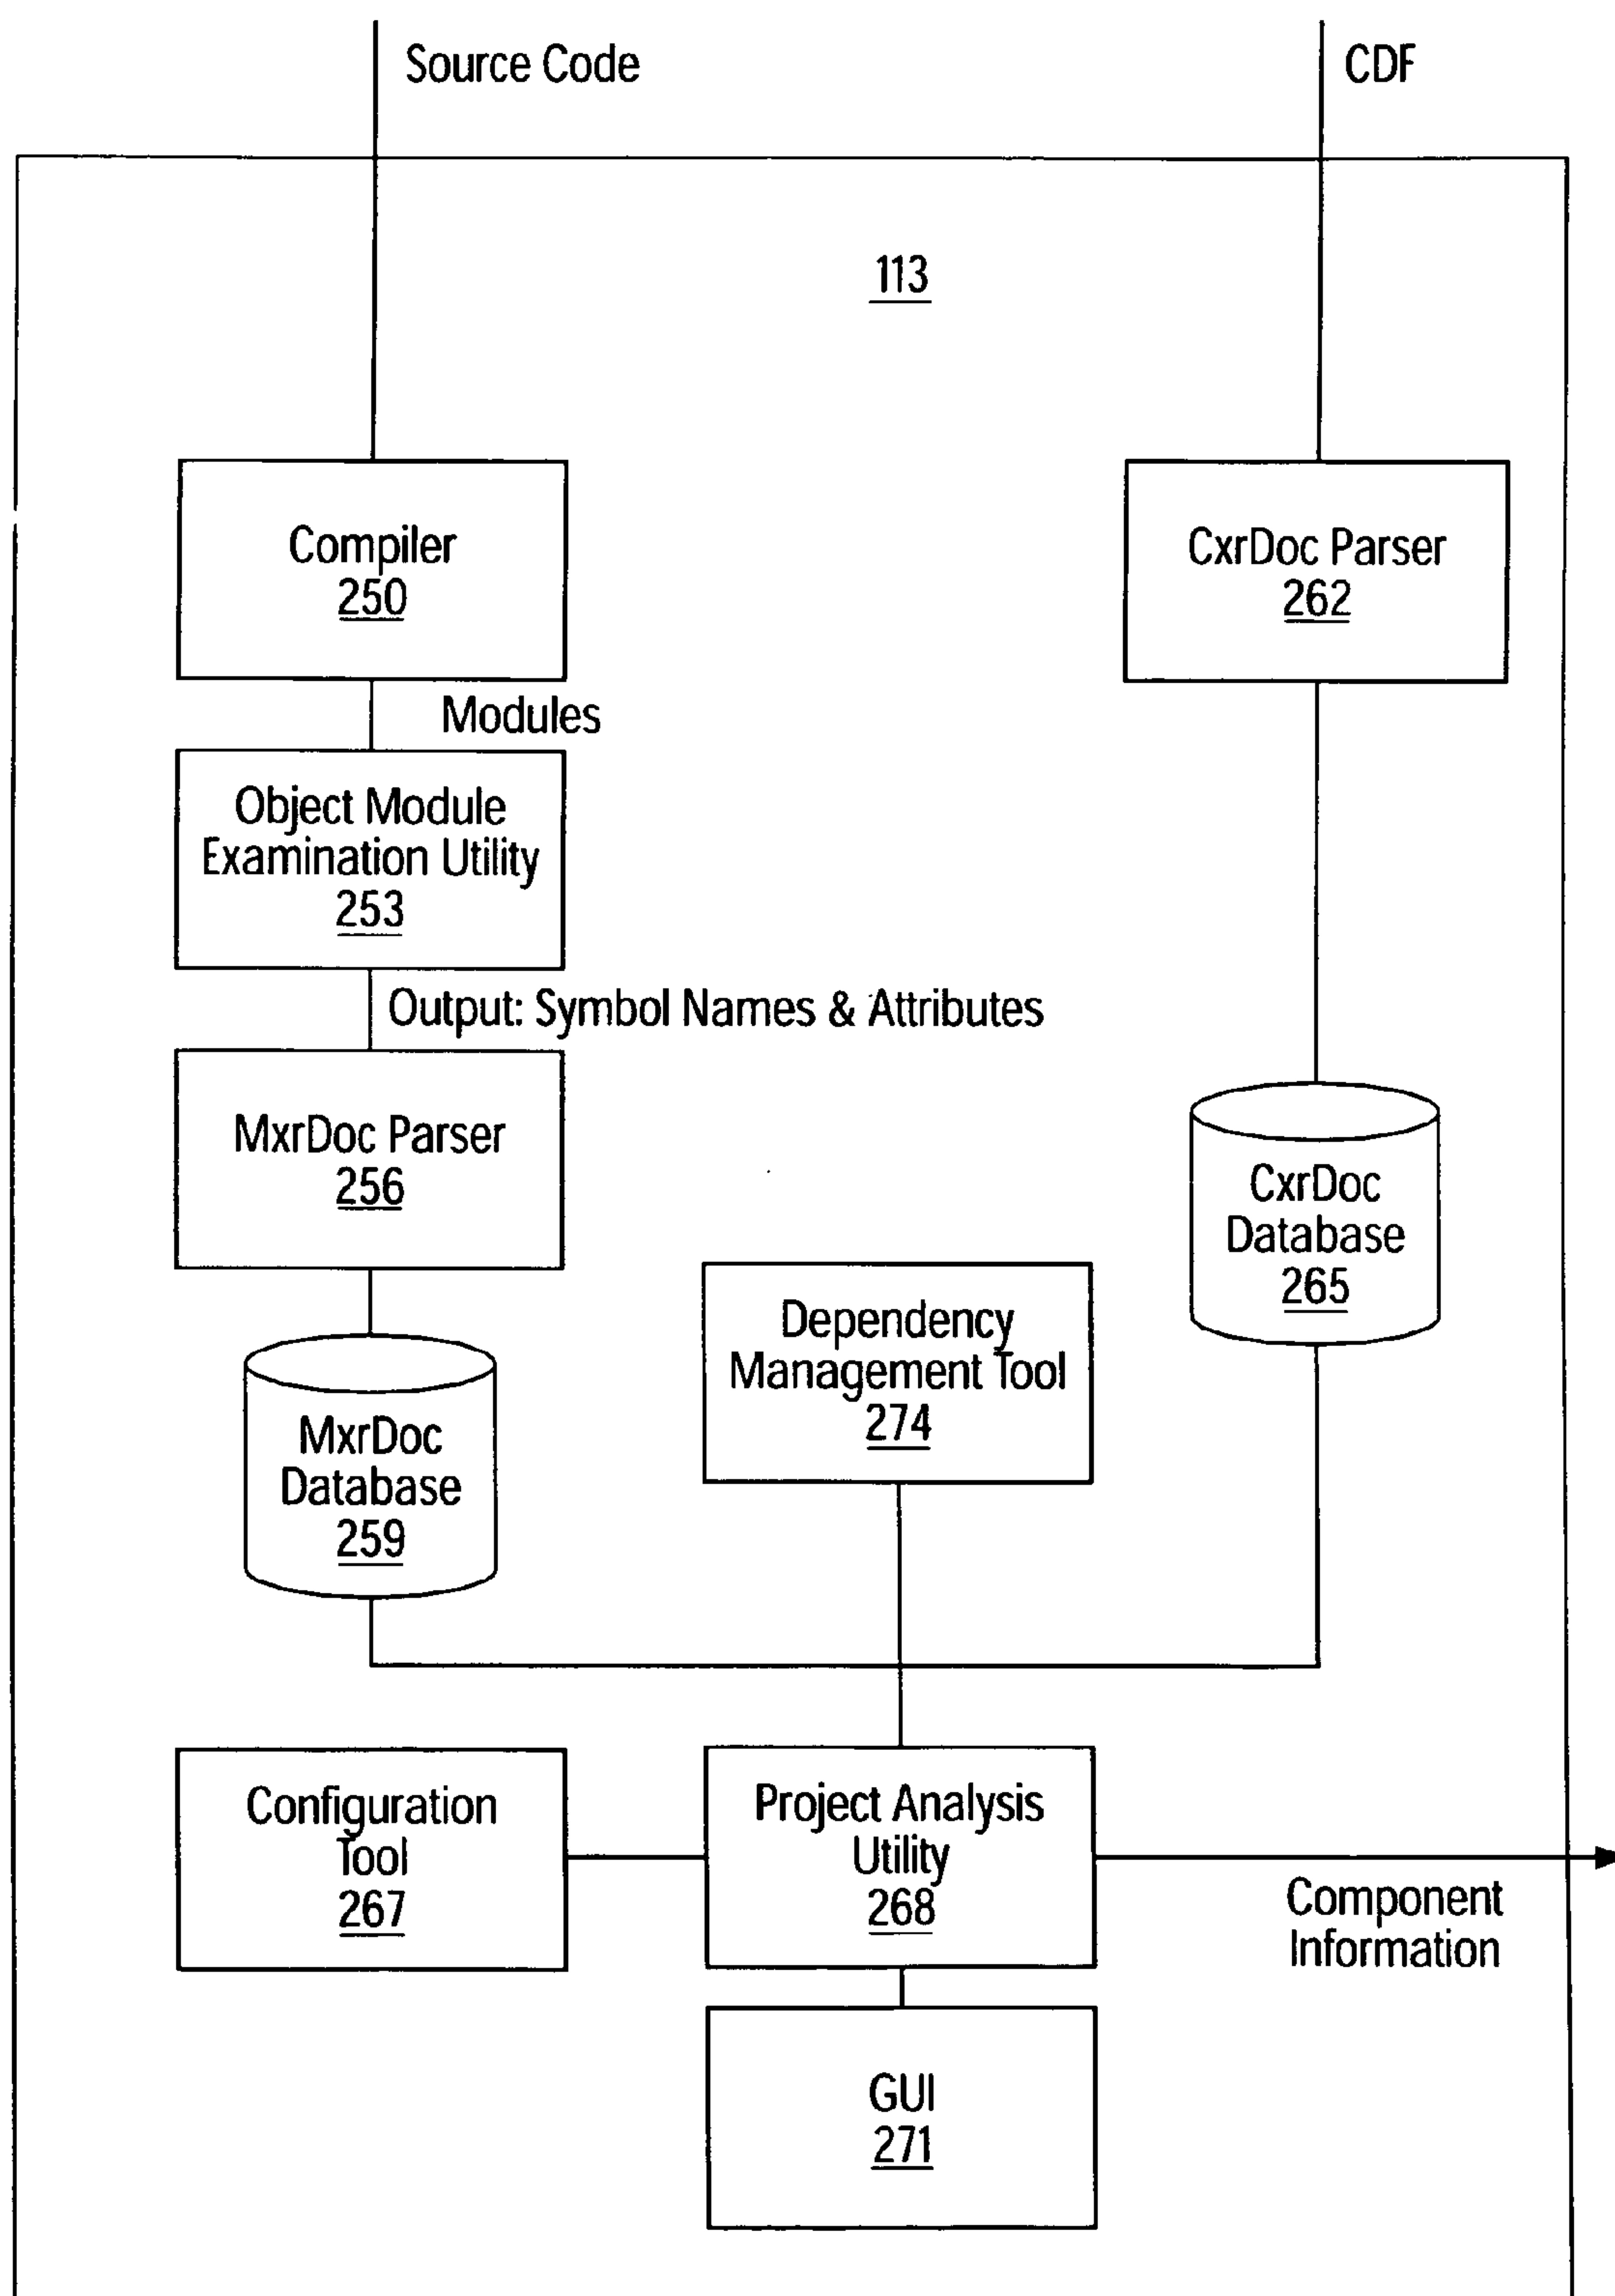 Source Code
CDF
113
Compiler
250
CxrDoc Parser
262
Modules
Object Module
Examination Utility
253
Output: Symbol Names & Attributes
MxrDoc Parser
256
CxrDoc
Database
265
Dependency
Management Tool
274
MxrDoc
Database
259
Configuration
Tool
267
Project Analysis
Utility
268
Component
Information
GUI
271